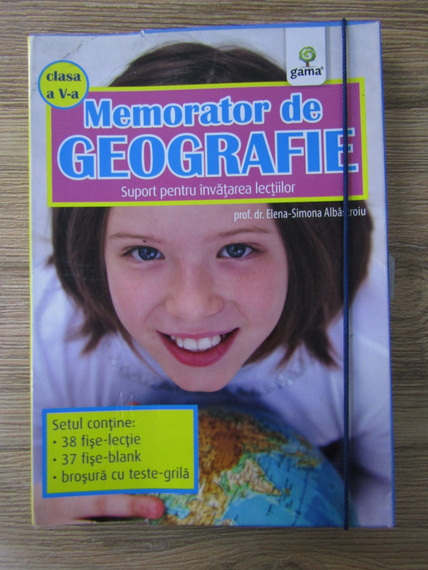 gama
clasa
a V-a
Memorator de
GEOGRAFIE
Suport pentru învățarea lecțiilor
prof. dr. Elena-Simona
Setul conține:
• 38 fișe-lecție
• 37 fișe-blank
• broșură cu teste-grilă